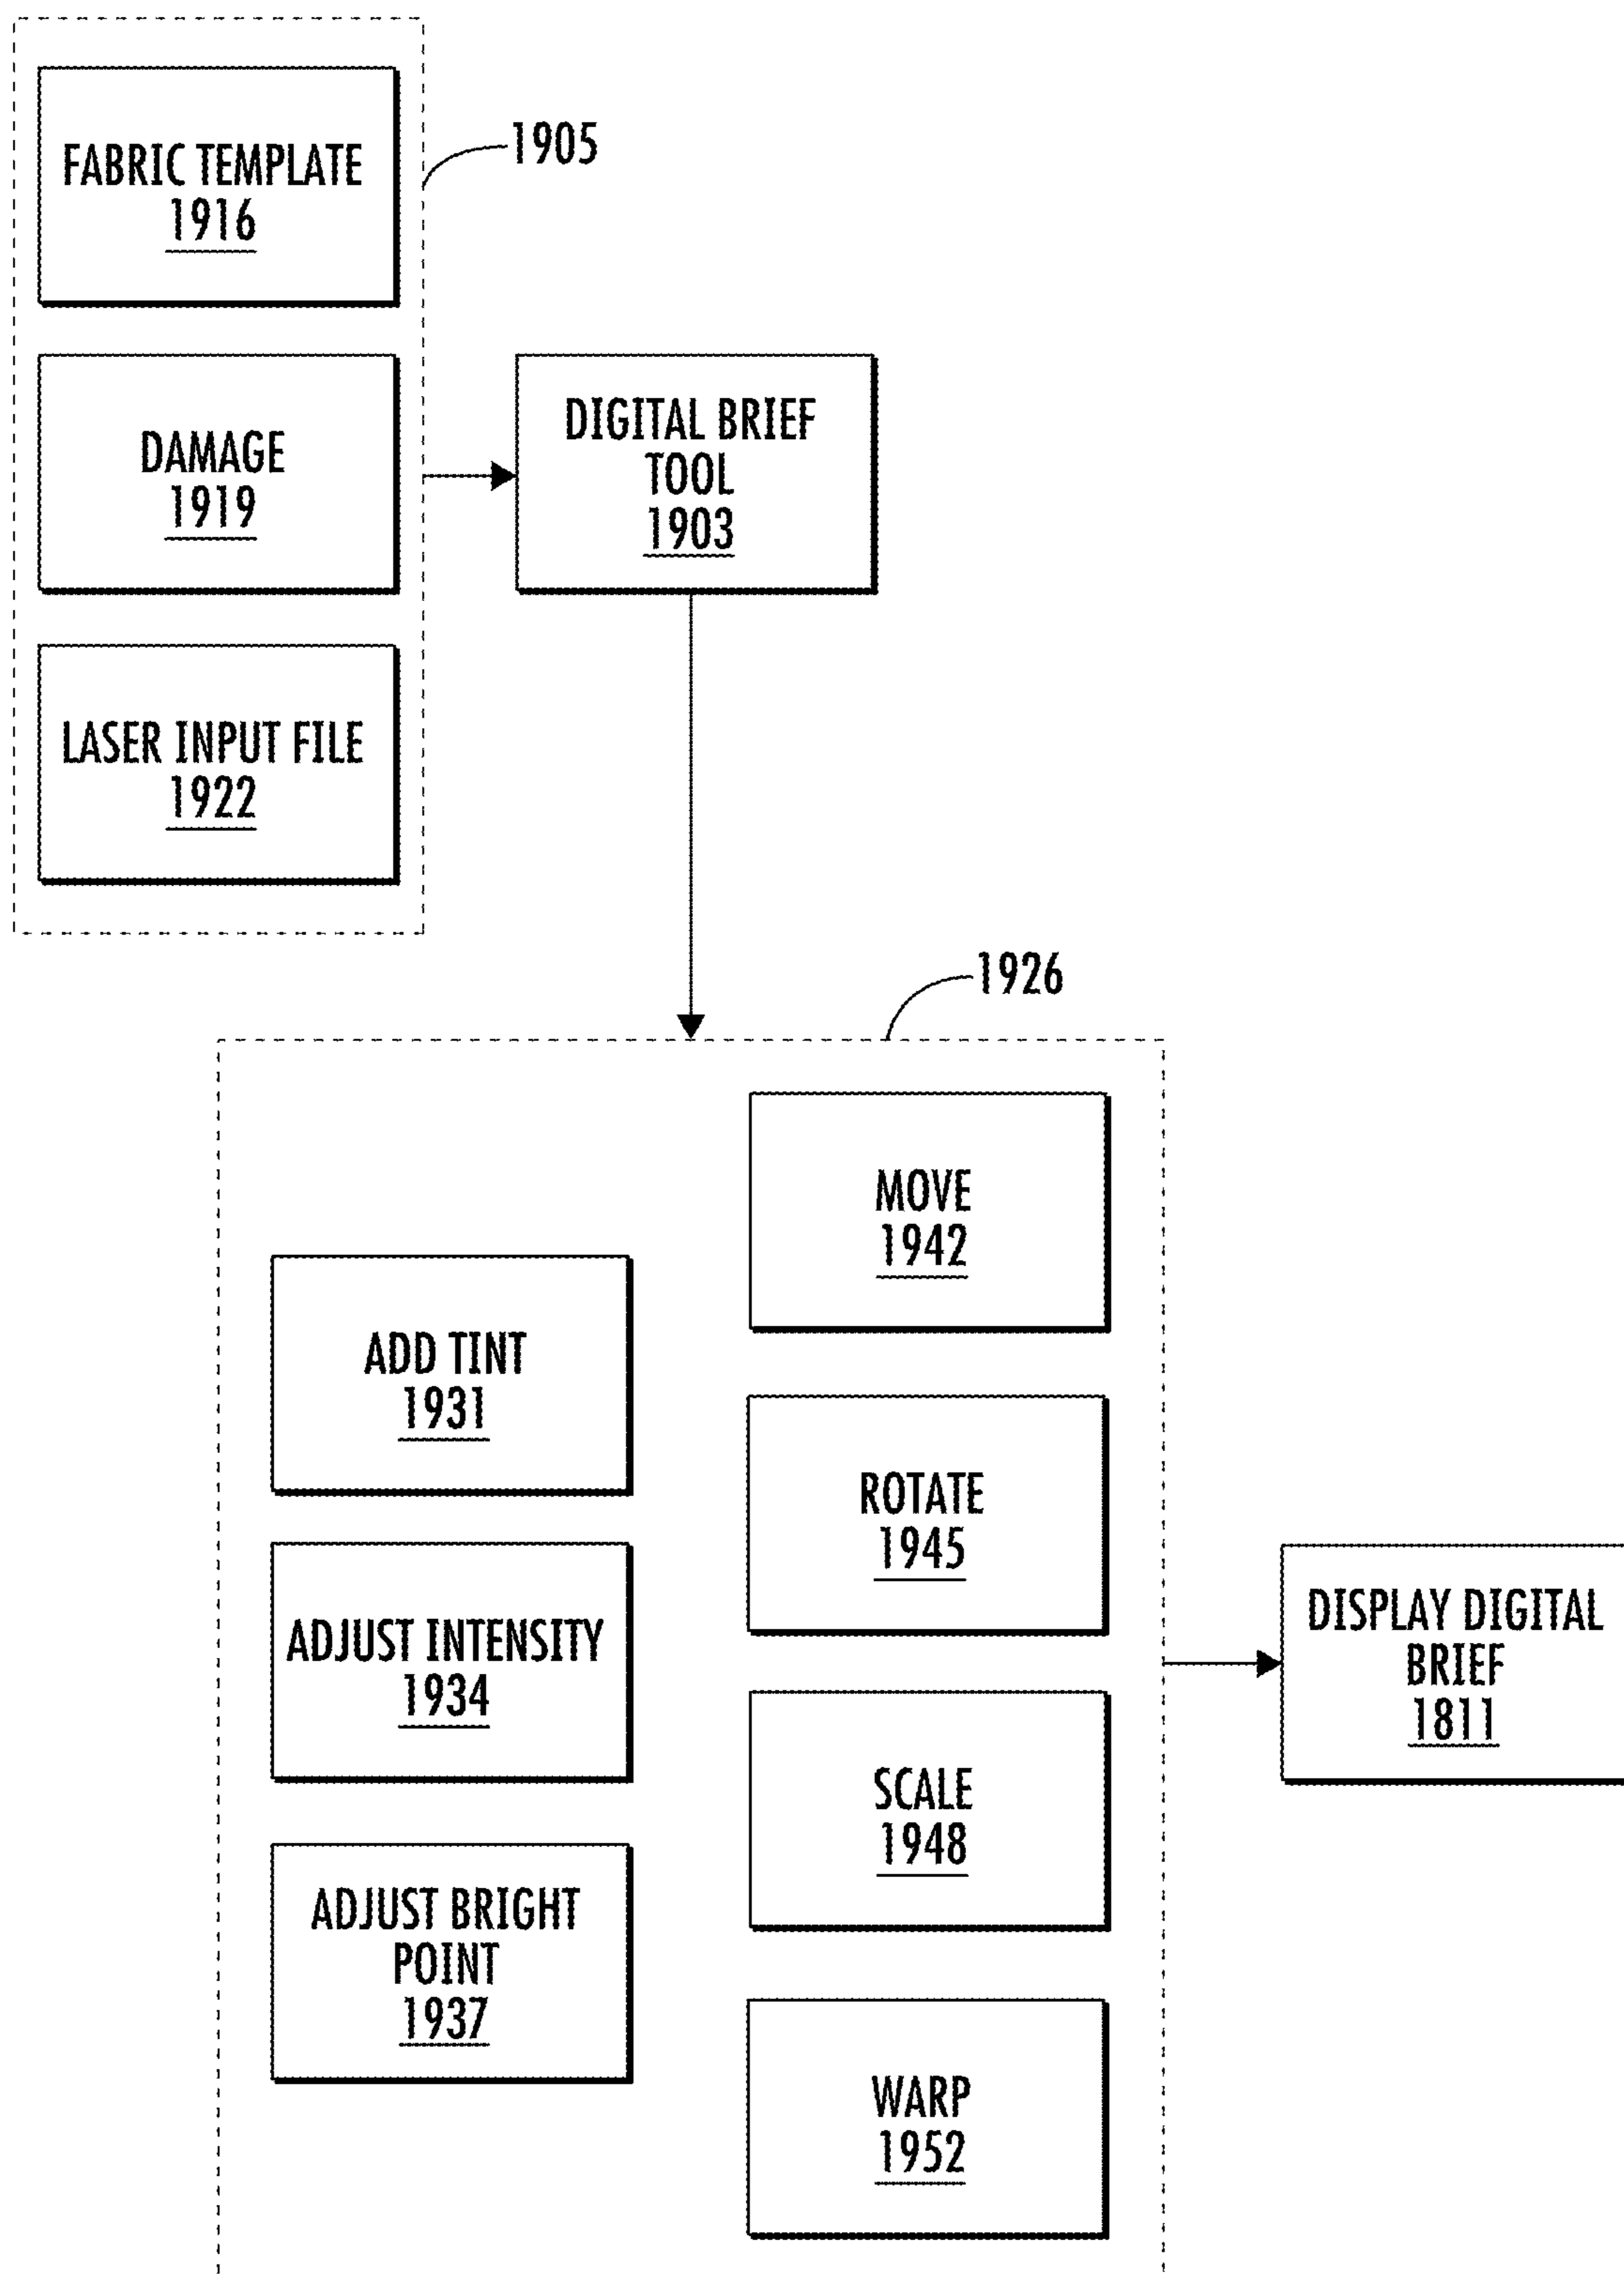 FABRIC TEMPLATE
1916
1905
DAMAGE
1919
DIGITAL BRIEF
TOOL
1903
LASER INPUT FILE
1922
1926
MOVE
1942
ADD TINT
1931
ROTATE
1945
ADJUST INTENSITY
1934
DISPLAY DIGITAL
BRIEF
1811
SCALE
1948
ADJUST BRIGHT
POINT
1937
WARP
1952